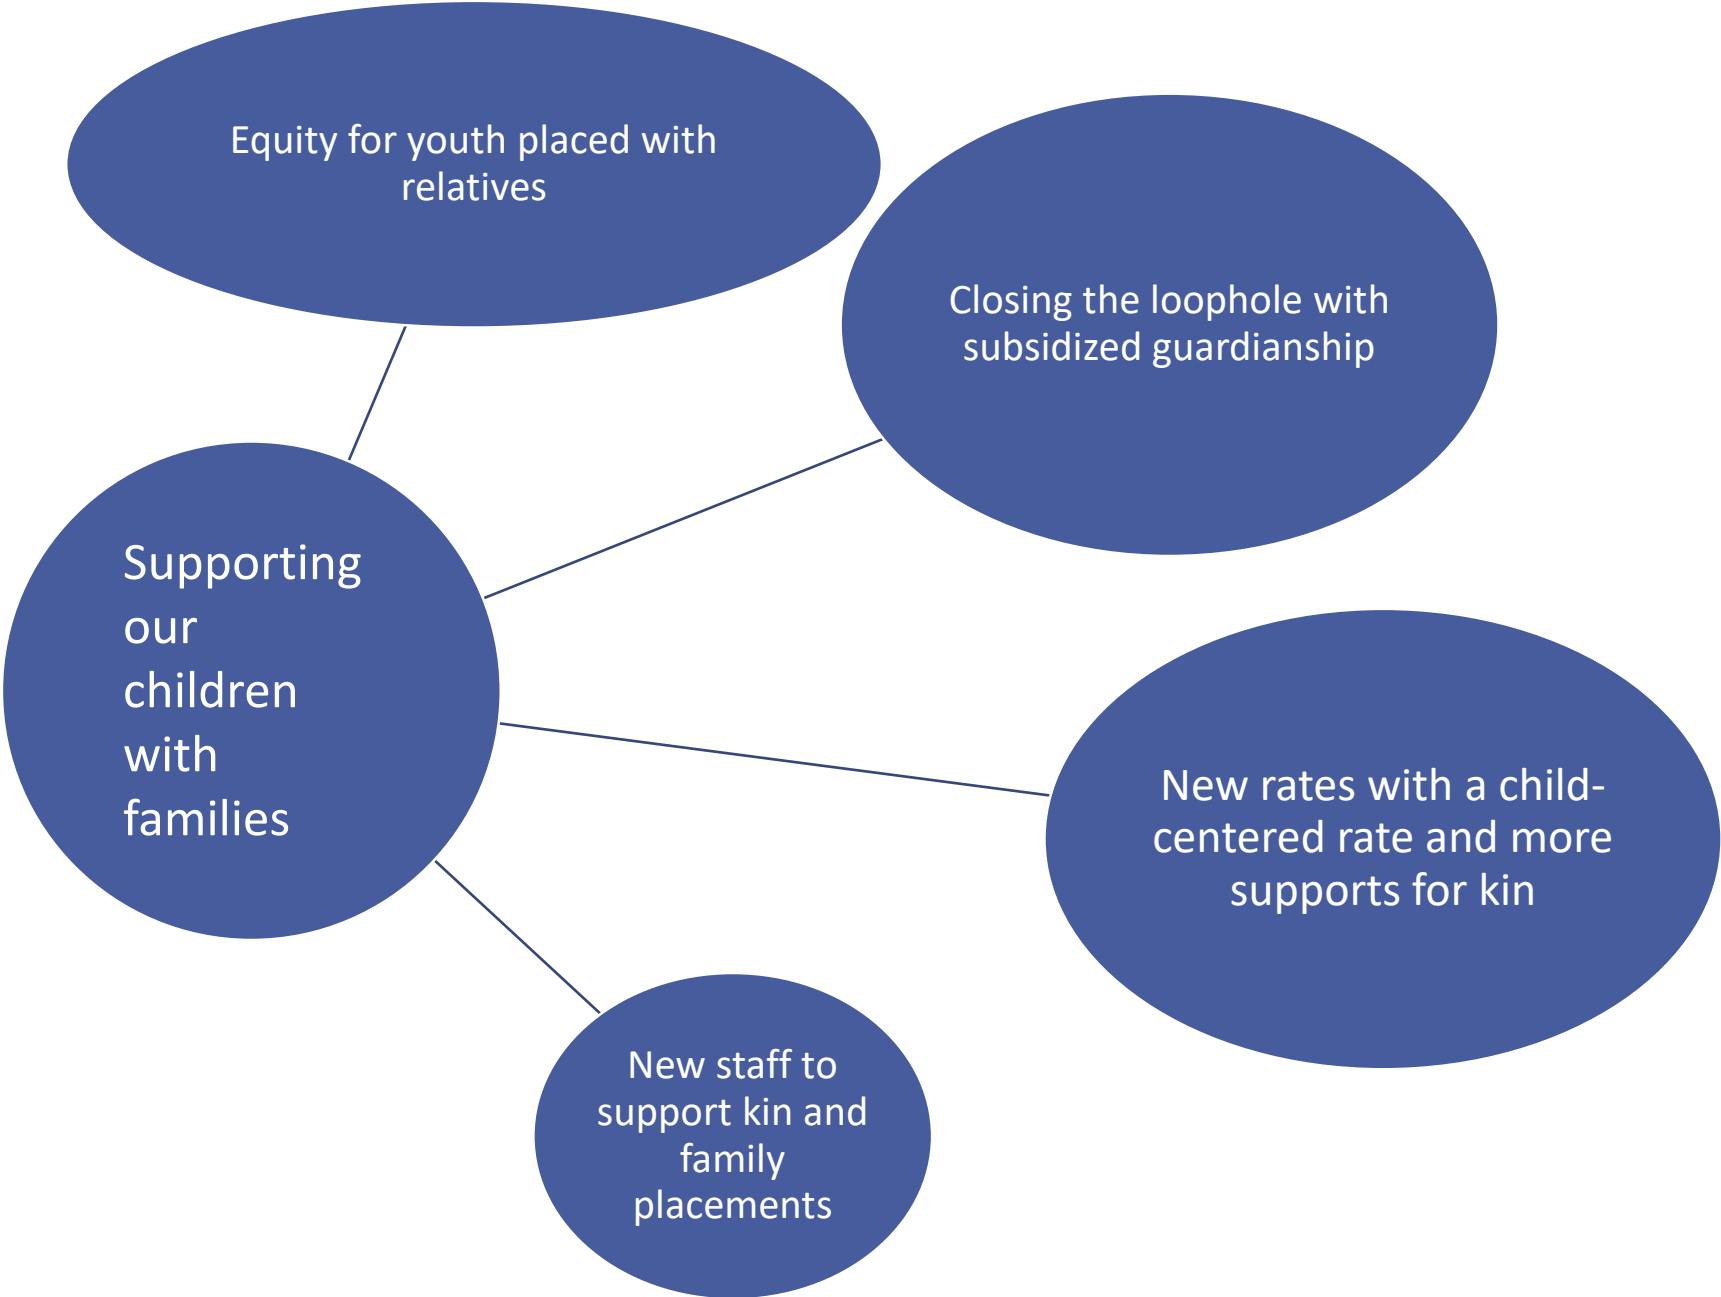 Equity for youth placed with
relatives
Closing the loophole with
subsidized guardianship
Supporting
our
children
with
families
New rates with a child-
centered rate and more
supports for kin
New staff to
support kin and
family
placements